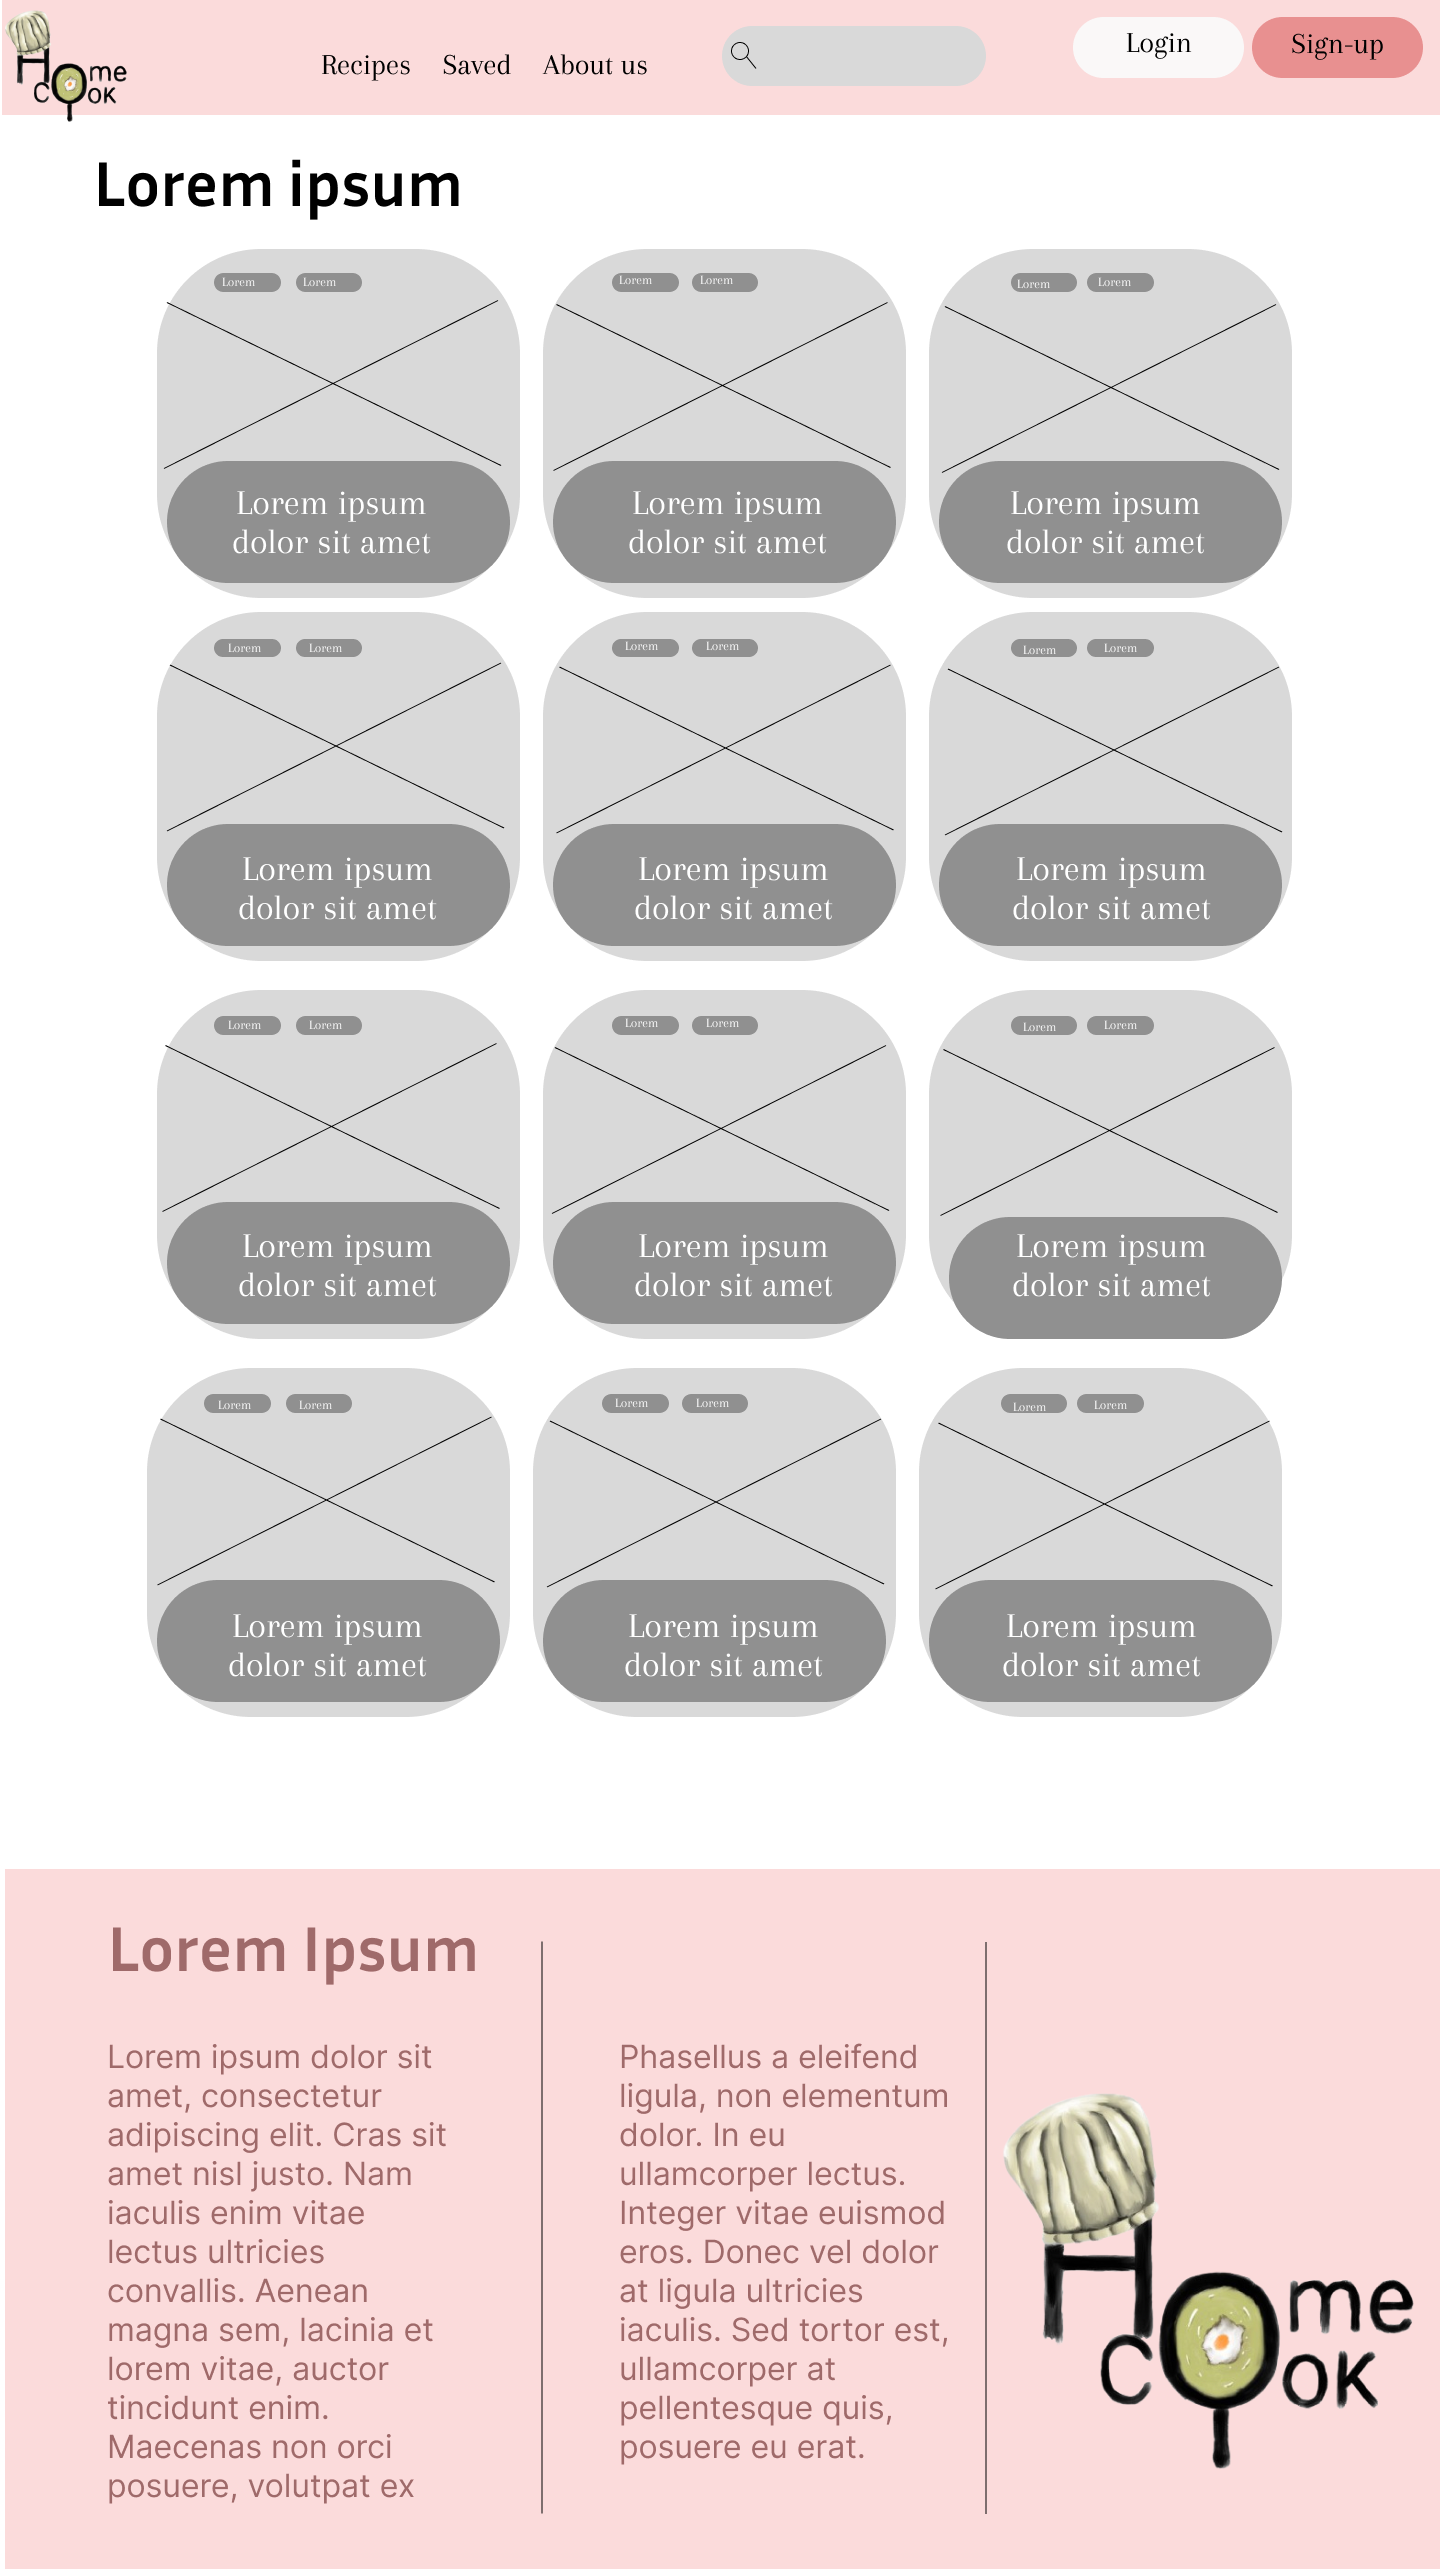 Home
Cook
Recipes Saved About us
Login
Sign-up
Lorem ipsum
Lorem Lorem
Lorem ipsum
dolor sit amet
Lorem Lorem
Lorem ipsum
dolor sit amet
Lorem Lorem
Lorem ipsum
dolor sit amet
Lorem Lorem
Lorem ipsum
dolor sit amet
Lorem Lorem
Lorem ipsum
dolor sit amet
Lorem Lorem
Lorem ipsum
dolor sit amet
Lorem Lorem
Lorem ipsum
dolor sit amet
Lorem Lorem
Lorem ipsum
dolor sit amet
Lorem Lorem
Lorem ipsum
dolor sit amet
Lorem Lorem
Lorem ipsum
dolor sit amet
Lorem Lorem
Lorem ipsum
dolor sit amet
Lorem Lorem
Lorem ipsum
dolor sit amet
Lorem Ipsum
Lorem ipsum dolor sit
amet, consectetur
adipiscing elit. Cras sit
amet nisl justo. Nam
iaculis enim vitae
lectus ultricies
convallis. Aenean
magna sem, lacinia et
lorem vitae, auctor
tincidunt enim.
Maecenas non orci
posuere, volutpat ex
Phasellus a eleifend
ligula, non elementum
dolor. In eu
ullamcorper lectus.
Integer vitae euismod
eros. Donec vel dolor
at ligula ultricies
iaculis. Sed tortor est,
ullamcorper at
pellentesque quis,
posuere eu erat.
Home
Cook